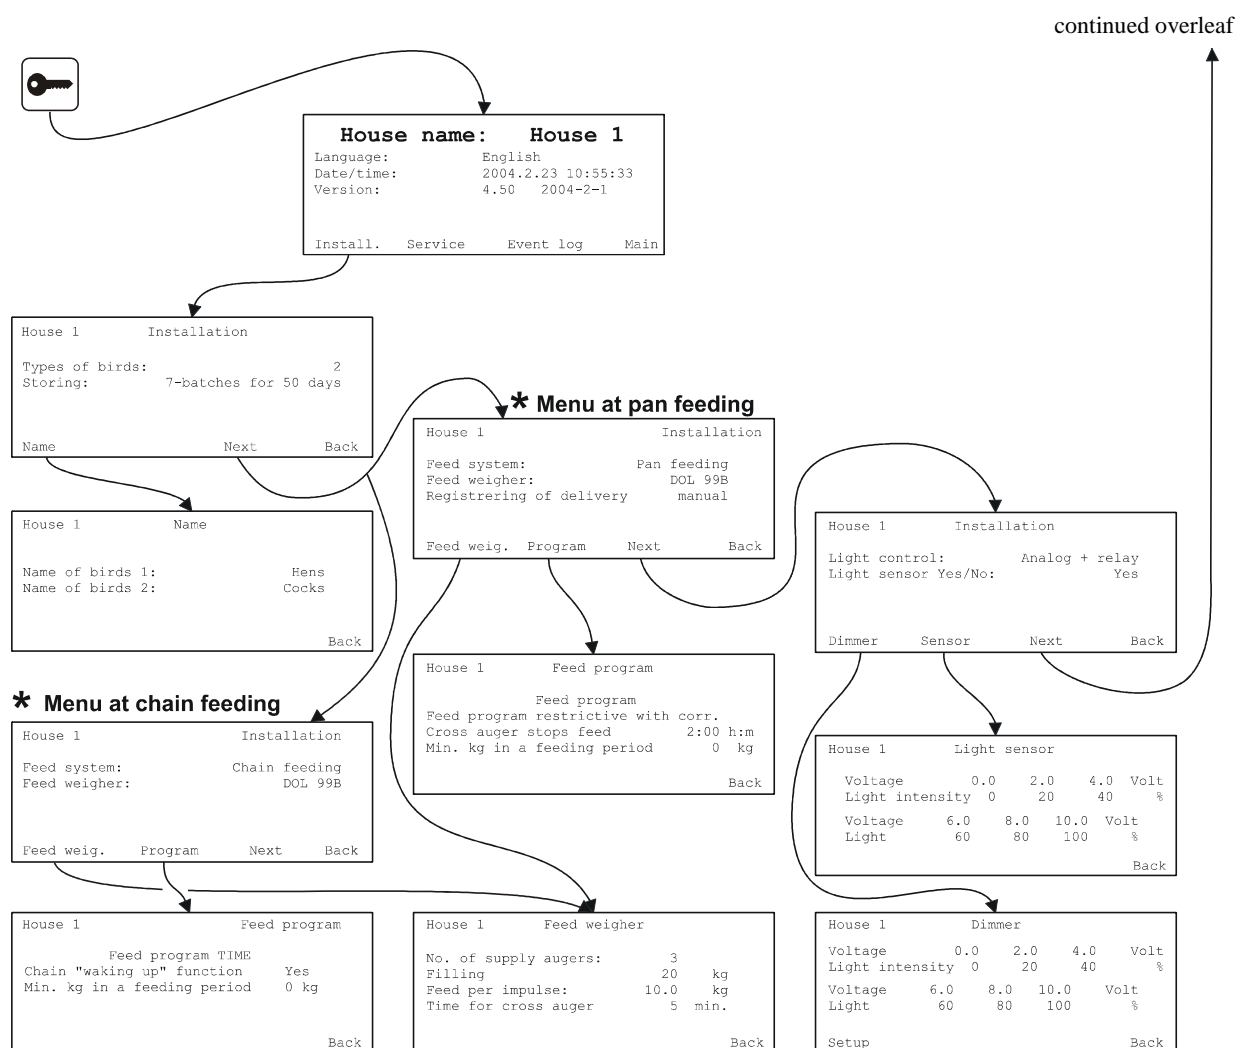 continued overleaf
House name: House 1
Language: English
Date/time: 2004.2.23 10:55:33
Version: 4.50 2004-2-1
Install. Service Event log Main
House 1 Installation
Types of birds: 2
Storing: 7-batches for 50 days
Name Next Back
* Menu at pan feeding
House 1 Installation
Feed system: Pan feeding
Feed weigher: DOL 99B
Registrering of delivery manual
Feed weig. Program Next Back
House 1 Name
Name of birds 1: Hens
Name of birds 2: Cocks
Back
House 1 Installation
Light control: Analog + relay
Light sensor Yes/No: Yes
Dimmer Sensor Next Back
House 1 Feed program
Feed program
Feed program restrictive with corr.
Cross auger stops feed 2:00 h:m
Min. kg in a feeding period 0 kg
Back
* Menu at chain feeding
House 1 Installation
Feed system: Chain feeding
Feed weigher: DOL 99B
Feed weig. Program Next Back
House 1 Light sensor
Voltage 0.0 2.0 4.0 Volt
Light intensity 0 20 40 %
Voltage 6.0 8.0 10.0 Volt
Light 60 80 100 %
Back
House 1 Feed program
Feed program TIME
Chain "waking up" function Yes
Min. kg in a feeding period 0 kg
Back
House 1 Feed weigher
No. of supply augers: 3
Filling 20 kg
Feed per impulse: 10.0 kg
Time for cross auger 5 min.
Back
House 1 Dimmer
Voltage 0.0 2.0 4.0 Volt
Light intensity 0 20 40 %
Voltage 6.0 8.0 10.0 Volt
Light 60 80 100 %
Setup Back